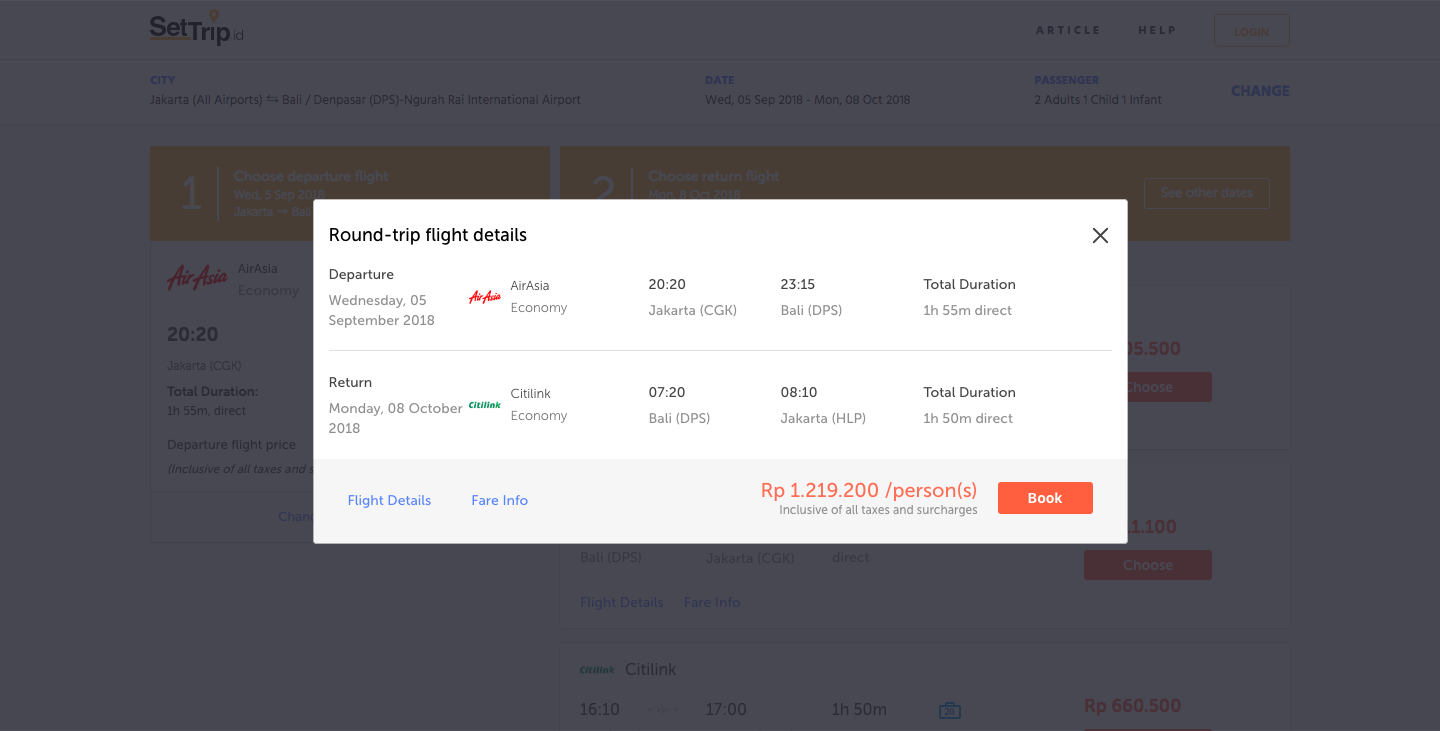 SetTrip id
ARTICLE
HELP
LOGIN
CITY
Jakarta (All Airports) ⇆ Bali / Denpasar (DPS)-Ngurah Rai International Airport
DATE
Wed, 05 Sep 2018 - Mon, 08 Oct 2018
PASSENGER
2 Adults 1 Child 1 Infant
CHANGE
1
Choose departure flight
Wed, 5 Sep 2018
Jakarta → Bali
2
Choose return flight
Mon, 8 Oct 2018
See other dates
AirAsia
AirAsia
Economy
20:20
Jakarta (CGK)
Total Duration:
1h 55m, direct
Departure flight price
(Inclusive of all taxes and
Round-trip flight details
Departure
Wednesday, 05
September 2018
AirAsia
AirAsia
Economy
20:20
Jakarta (CGK)
23:15
Bali (DPS)
Total Duration
1h 55m direct
Return
Monday, 08 October
2018
Citilink
Citilink
Economy
07:20
Bali (DPS)
08:10
Jakarta (HLP)
Total Duration
1h 50m direct
Flight Details
Fare Info
Rp 1.219.200 /person(s)
Inclusive of all taxes and surcharges
Book
05.500
Choose
1.100
Choose
Bali (DPS)
Jakarta (CGK)
direct
Flight Details
Fare Info
Citilink
Citilink
16:10
17:00
1h 50m
20
Rp 660.500